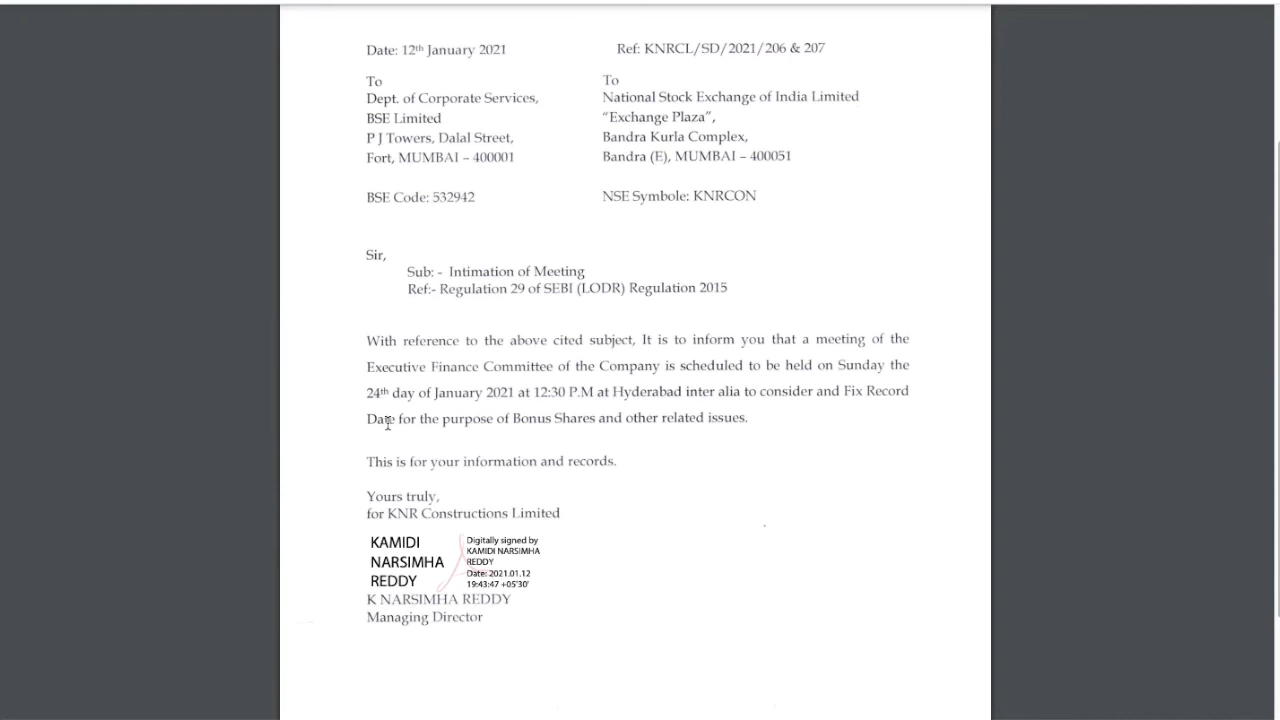 Date: 12th January 2021
Ref: KNRCL/SD/2021/206 & 207
To
Dept. of Corporate Services,
BSE Limited
P J Towers, Dalal Street,
Fort, MUMBAI – 400001
BSE Code: 532942
To
National Stock Exchange of India Limited
“Exchange Plaza”,
Bandra Kurla Complex,
Bandra (E), MUMBAI – 400051
NSE Symbole: KNRCON
Sir,
Sub: - Intimation of Meeting
Ref:- Regulation 29 of SEBI (LODR) Regulation 2015
With reference to the above cited subject, It is to inform you that a meeting of the
Executive Finance Committee of the Company is scheduled to be held on Sunday the
24th day of January 2021 at 12:30 P.M at Hyderabad inter alia to consider and Fix Record
Date for the purpose of Bonus Shares and other related issues.
This is for your information and records.
Yours truly,
for KNR Constructions Limited
KAMIDI
NARSIMHA
REDDY
Digitally signed by
KAMIDI NARSIMHA
REDDY
Date: 2021.01.12
19:43:47 +05'30'
K NARSIMHA REDDY
Managing Director